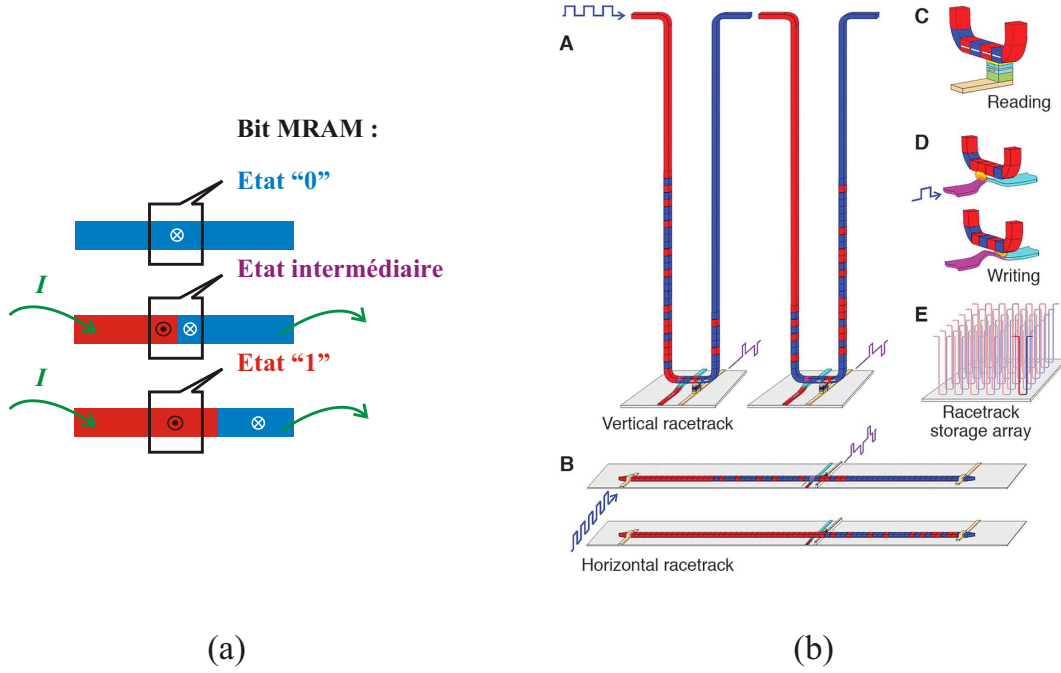 Bit MRAM :
Etat “0”
Etat intermédiaire
I
Etat “1”
I
(a)
A
Vertical racetrack
B
Horizontal racetrack
C
Reading
D
Writing
E
Racetrack
storage array
(b)